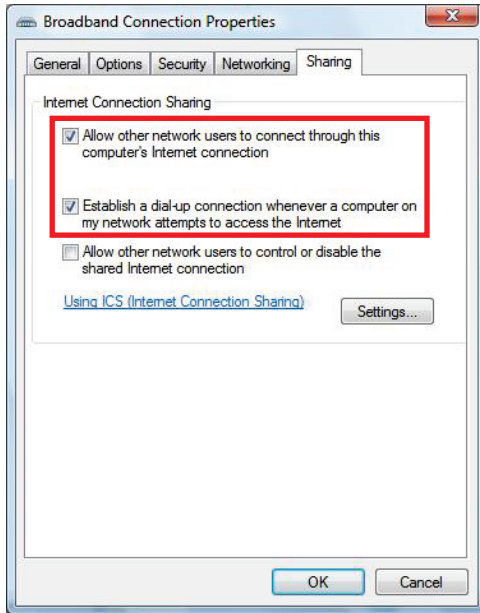 Broadband Connection Properties
General Options Security Networking Sharing
Internet Connection Sharing
Allow other network users to connect through this
computer's Internet connection
Establish a dial-up connection whenever a computer on
my network attempts to access the Internet
Allow other network users to control or disable the
shared Internet connection
Using ICS (Internet Connection Sharing)
Settings...
OK Cancel